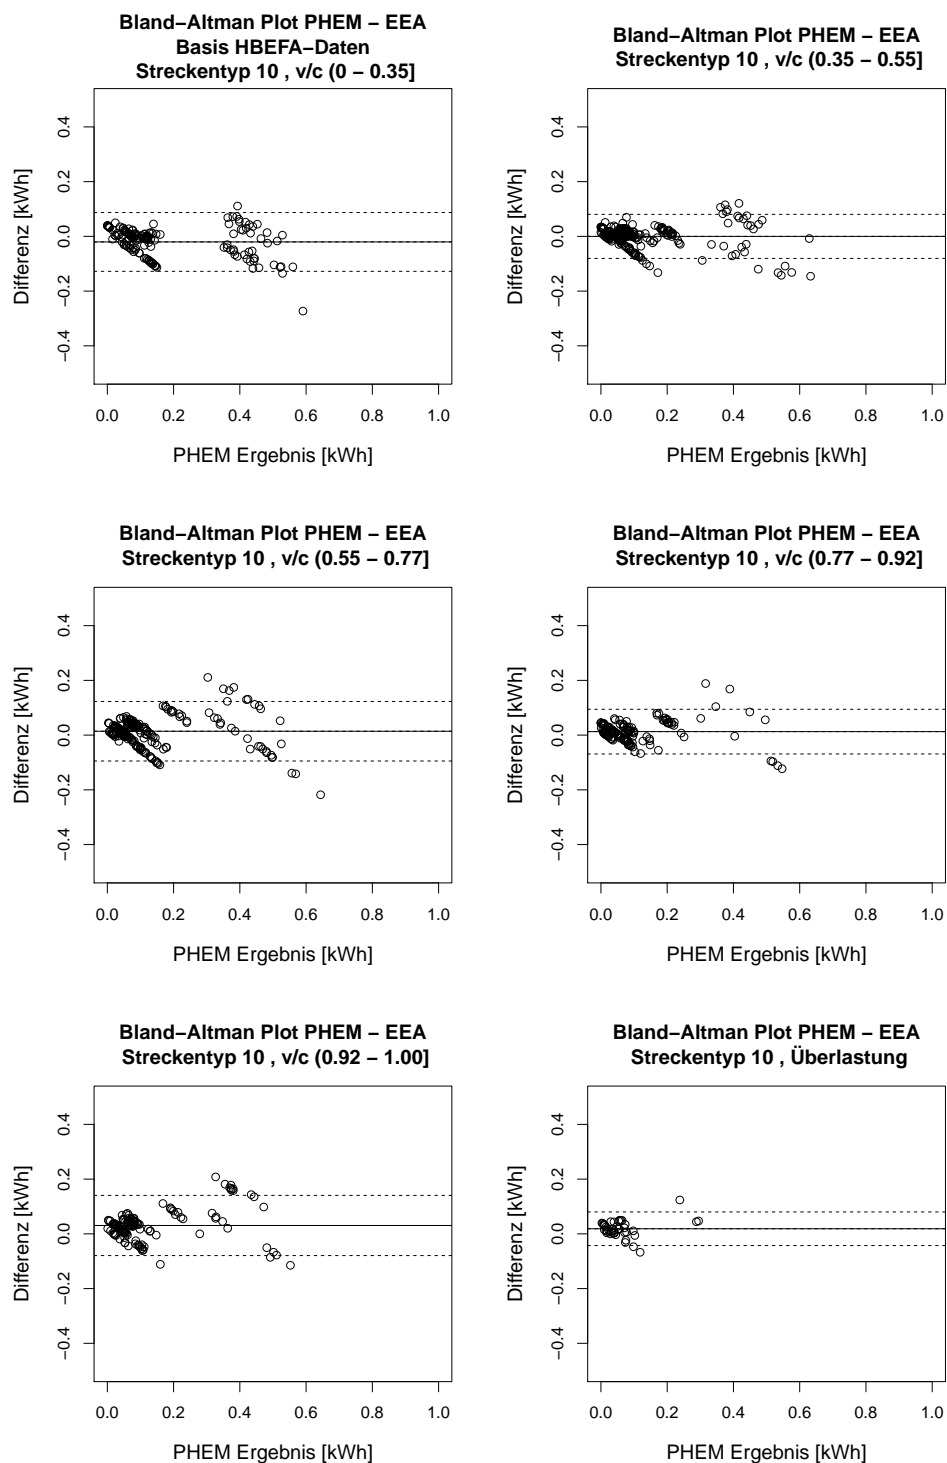 Bland−Altman Plot PHEM − EEA
Basis HBEFA−Daten
Streckentyp 10 , v/c (0 − 0.35]
Differenz [kWh]
0.4
0.2
0.0
−0.2
−0.4
0.0 0.2 0.4 0.6 0.8 1.0
PHEM Ergebnis [kWh]
Bland−Altman Plot PHEM − EEA
Streckentyp 10 , v/c (0.35 − 0.55]
Differenz [kWh]
0.4
0.2
0.0
−0.2
−0.4
0.0 0.2 0.4 0.6 0.8 1.0
PHEM Ergebnis [kWh]
Bland−Altman Plot PHEM − EEA
Streckentyp 10 , v/c (0.55 − 0.77]
Differenz [kWh]
0.4
0.2
0.0
−0.2
−0.4
0.0 0.2 0.4 0.6 0.8 1.0
PHEM Ergebnis [kWh]
Bland−Altman Plot PHEM − EEA
Streckentyp 10 , v/c (0.77 − 0.92]
Differenz [kWh]
0.4
0.2
0.0
−0.2
−0.4
0.0 0.2 0.4 0.6 0.8 1.0
PHEM Ergebnis [kWh]
Bland−Altman Plot PHEM − EEA
Streckentyp 10 , v/c (0.92 − 1.00]
Differenz [kWh]
0.4
0.2
0.0
−0.2
−0.4
0.0 0.2 0.4 0.6 0.8 1.0
PHEM Ergebnis [kWh]
Bland−Altman Plot PHEM − EEA
Streckentyp 10 , Überlastung
Differenz [kWh]
0.4
0.2
0.0
−0.2
−0.4
0.0 0.2 0.4 0.6 0.8 1.0
PHEM Ergebnis [kWh]